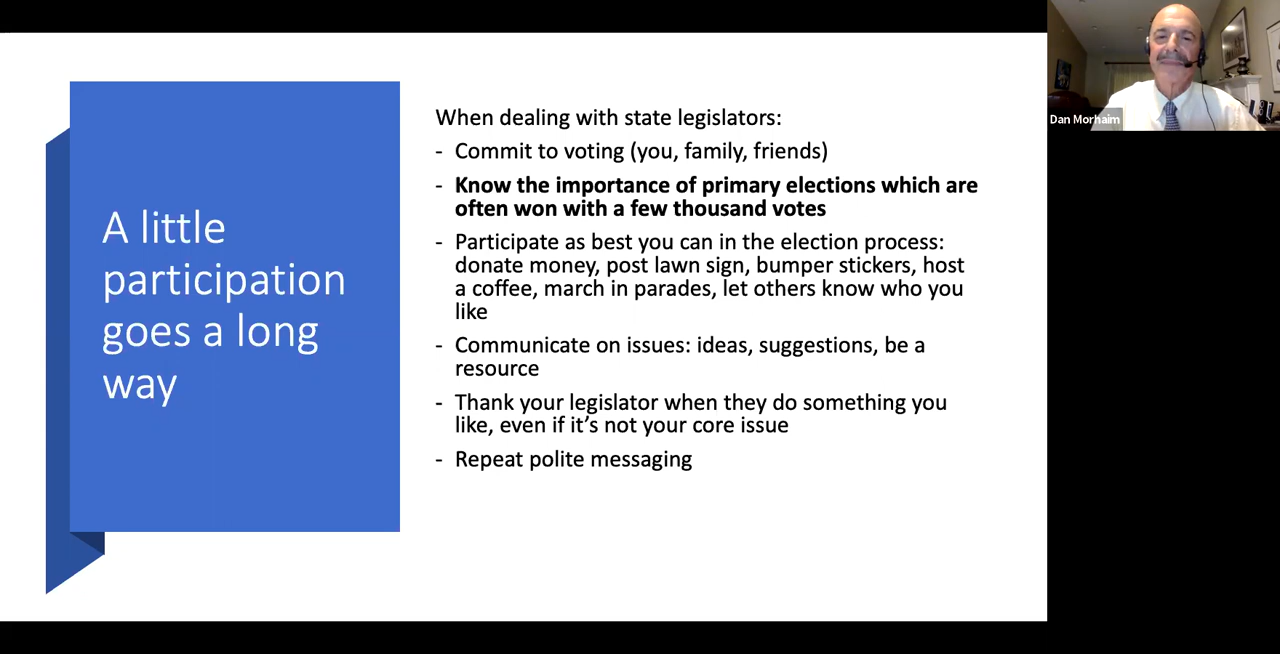 A little
participation
goes a long
way
When dealing with state legislators:
- Commit to voting (you, family, friends)
- Know the importance of primary elections which are
often won with a few thousand votes
- Participate as best you can in the election process:
donate money, post lawn sign, bumper stickers, host
a coffee, march in parades, let others know who you
like
- Communicate on issues: ideas, suggestions, be a
resource
- Thank your legislator when they do something you
like, even if it’s not your core issue
- Repeat polite messaging
Dan Morhaim